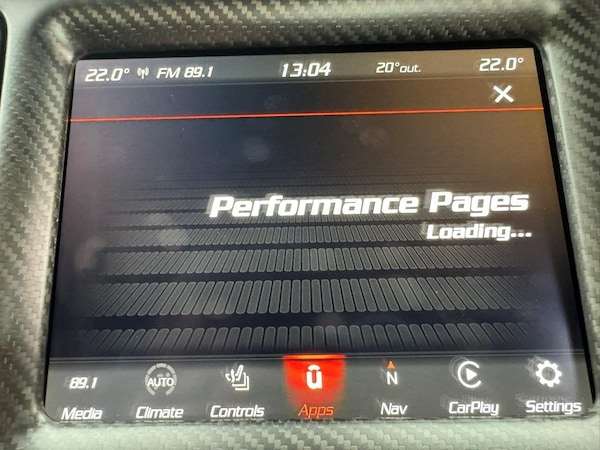 22.0° FM 89.1 13:04 20°out. 22.0°
Performance Pages
Loading...
89.1 AUTO N
Media Climate Controls Apps Nav CarPlay Settings